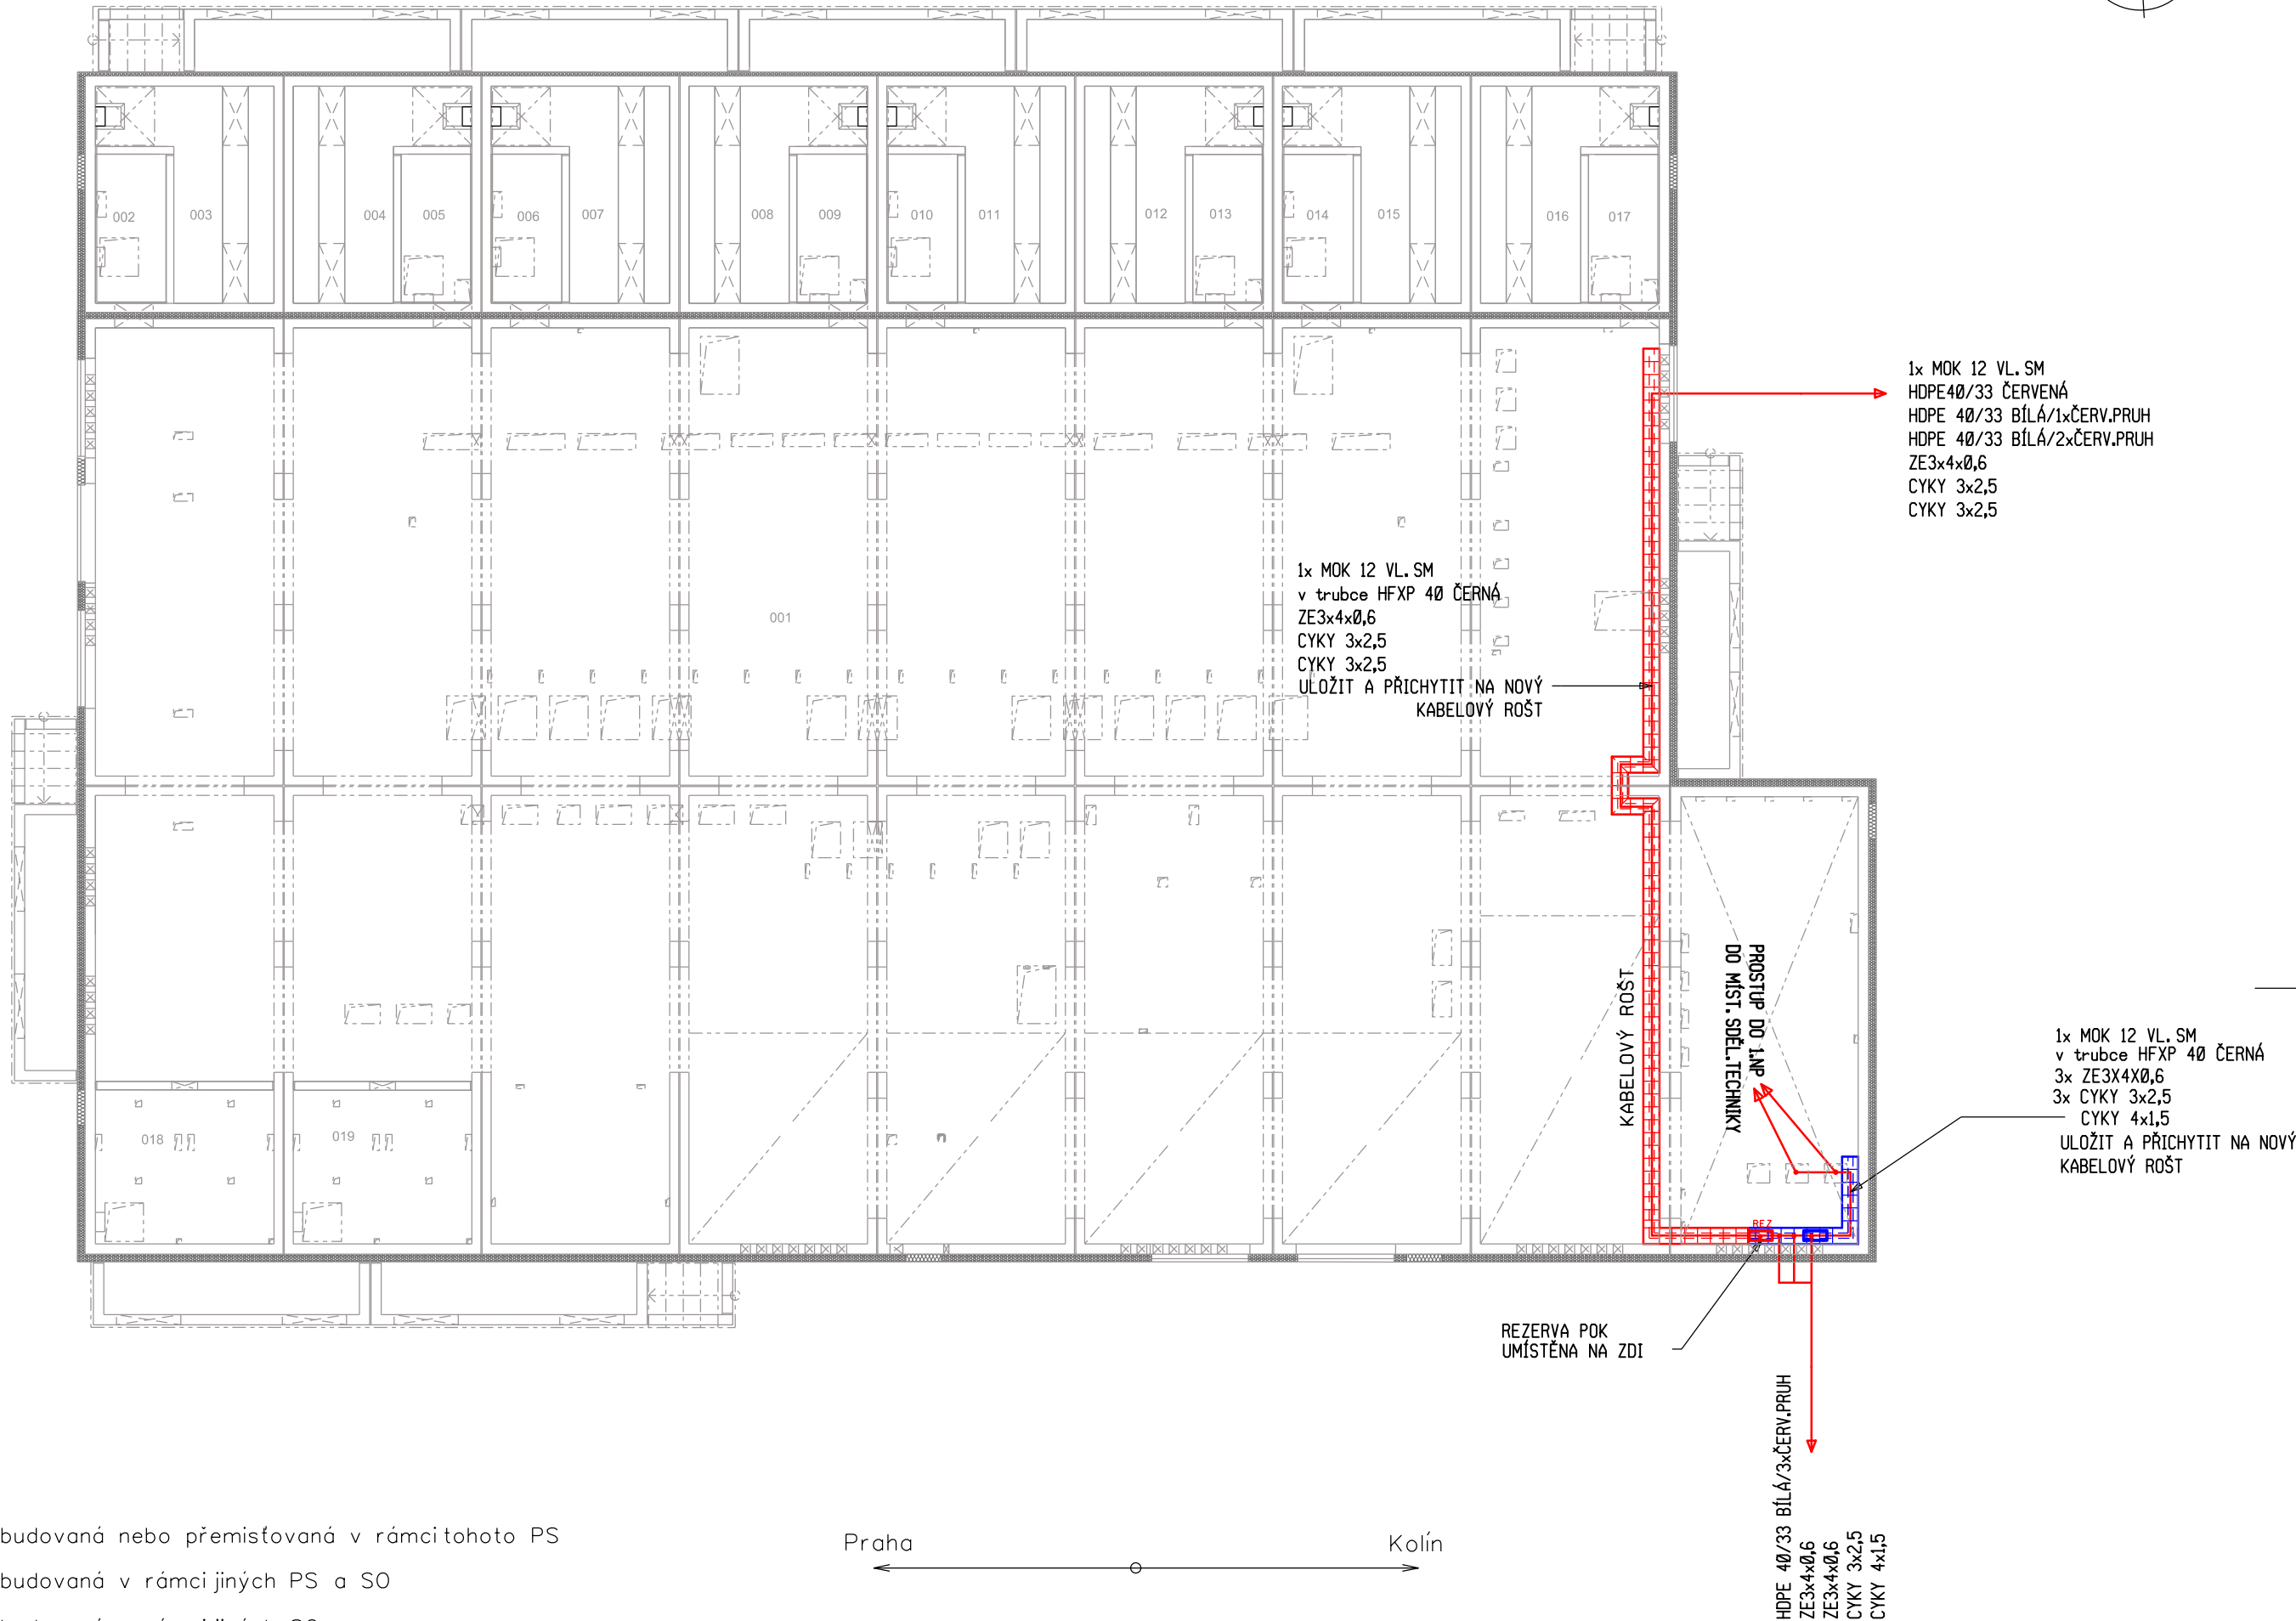 002
003
004
005
006
007
008
009
010
011
012
013
014
015
016
017
1x MOK 12 VL.SM
HDPE40/33 ČERVENÁ
HDPE 40/33 BÍLÁ/1xČERV.PRUH
HDPE 40/33 BÍLÁ/2xČERV.PRUH
ZE3x4x0,6
CYKY 3x2,5
CYKY 3x2,5
1x MOK 12 VL.SM
v trubce HFXP 40 ČERNÁ
ZE3x4x0,6
CYKY 3x2,5
CYKY 3x2,5
ULOŽIT A PŘICHYTIT NA NOVÝ
KABELOVÝ ROŠT
001
KABELOVÝ ROŠT
PROSTUP DO 1.NP
DO MÍST. SDĚL.TECHNIKY
1x MOK 12 VL.SM
v trubce HFXP 40 ČERNÁ
3x ZE3X4X0,6
3x CYKY 3x2,5
CYKY 4x1,5
ULOŽIT A PŘICHYTIT NA NOVÝ
KABELOVÝ ROŠT
018
019
REZ
REZERVA POK
UMÍSTĚNA NA ZDI
HDPE 40/33 BÍLÁ/3xČERV.PRUH
ZE3x4x0,6
ZE3x4x0,6
CYKY 3x2,5
CYKY 4x1,5
budovaná nebo přemisťovaná v rámci tohoto PS
budovaná v rámci jiných PS a SO
Praha
Kolín